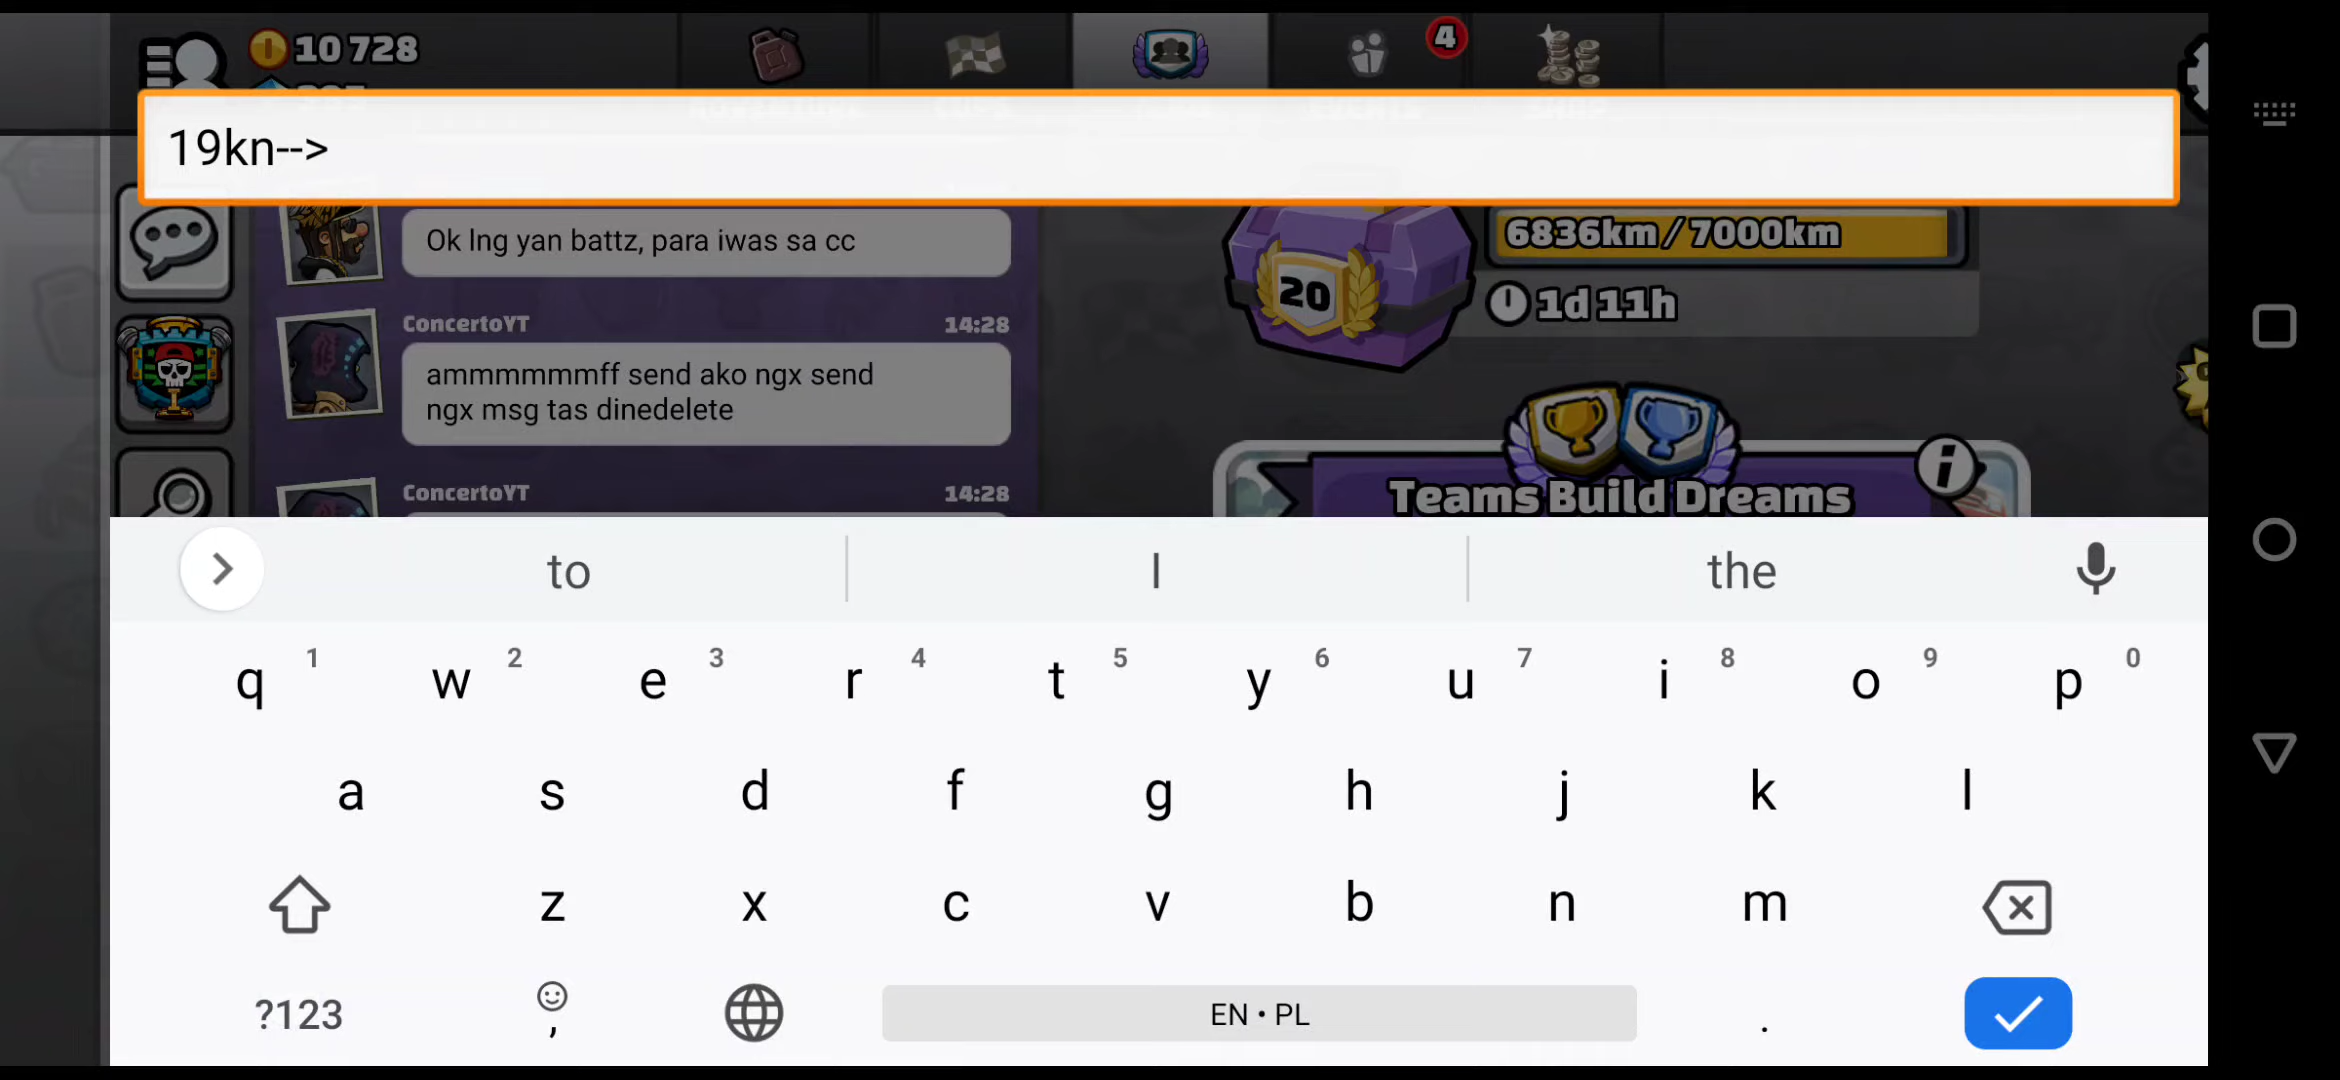 10 728
4
19kn-->
Ok lng yan battz, para iwas sa cc
ConcertoYT 14:28
ammmmmmff send ako ngx send
ngx msg tas dinedelete
ConcertoYT 14:28
6836km/7000km
20
1d 11h
Teams Build Dreams
to I the
q 1 w 2 e 3 r 4 t 5 y 6 u 7 i 8 o 9 p 0
a s d f g h j k l
z x c v b n m
?123 , EN • PL .